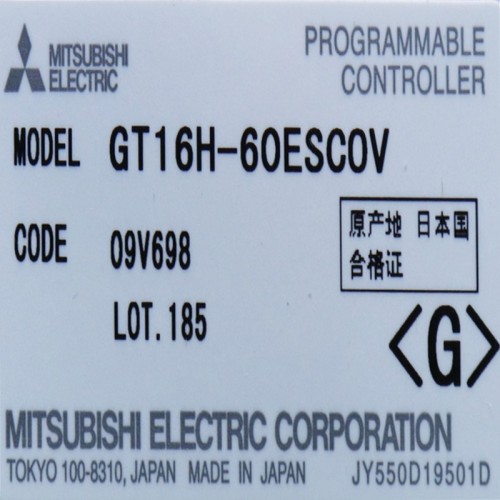 MITSUBISHI
ELECTRIC
PROGRAMMABLE
CONTROLLER
MODEL GT16H-60ESCOV
CODE 09V698
LOT.185
原产地 日本国
合格证
<G>
MITSUBISHI ELECTRIC CORPORATION
TOKYO 100-8310, JAPAN MADE IN JAPAN JY550D19501D